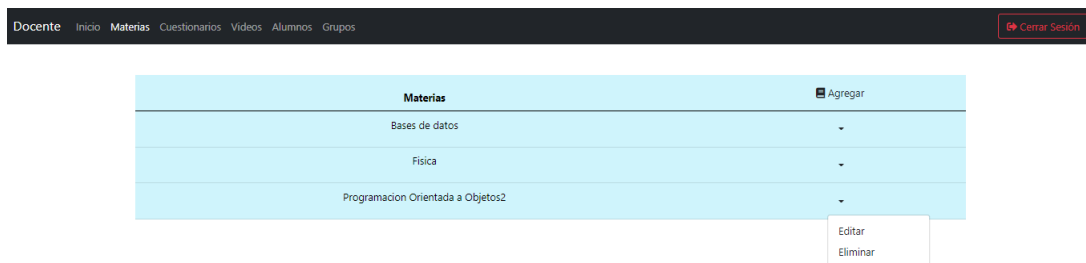 Docente Inicio Materias Cuestionarios Videos Alumnos Grupos Cerrar Sesión
Materias Agregar
Bases de datos
Fisica
Programacion Orientada a Objetos2
Editar
Eliminar